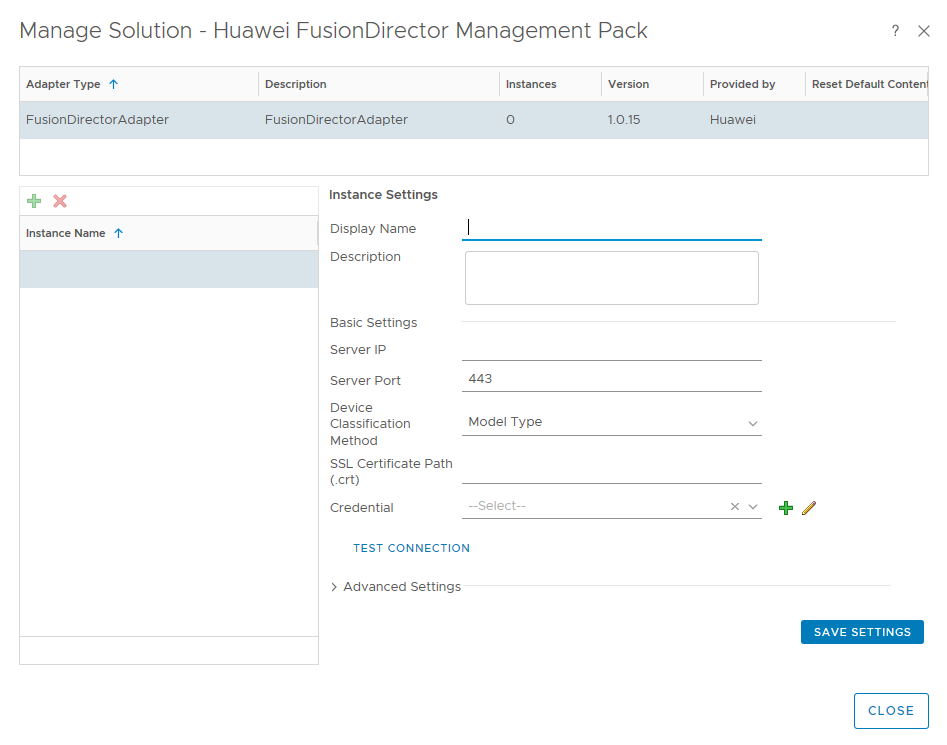 Manage Solution - Huawei FusionDirector Management Pack ?
Adapter Type Description Instances Version Provided by Reset Default Content
FusionDirectorAdapter FusionDirectorAdapter 0 1.0.15 Huawei
Instance Settings
Instance Name
Display Name
Description
Basic Settings
Server IP
Server Port 443
Device
Classification
Method
Model Type
SSL Certificate Path
(.crt)
Credential --Select--
TEST CONNECTION
Advanced Settings
SAVE SETTINGS
CLOSE